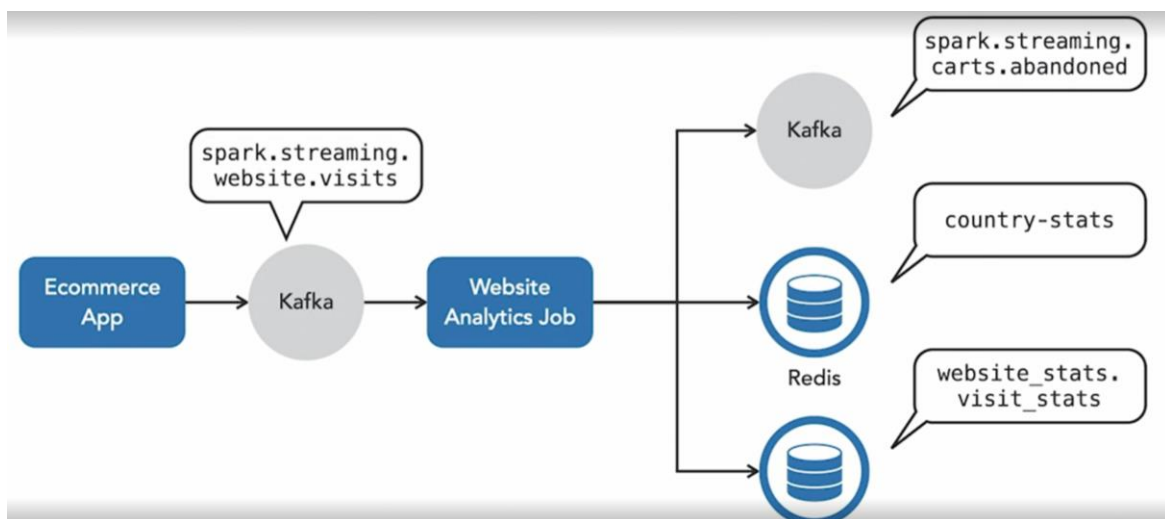 spark.streaming.
carts.abandoned
Kafka
spark.streaming.
website.visits
country-stats
Ecommerce
App
Kafka
Website
Analytics Job
Redis
website_stats.
visit_stats